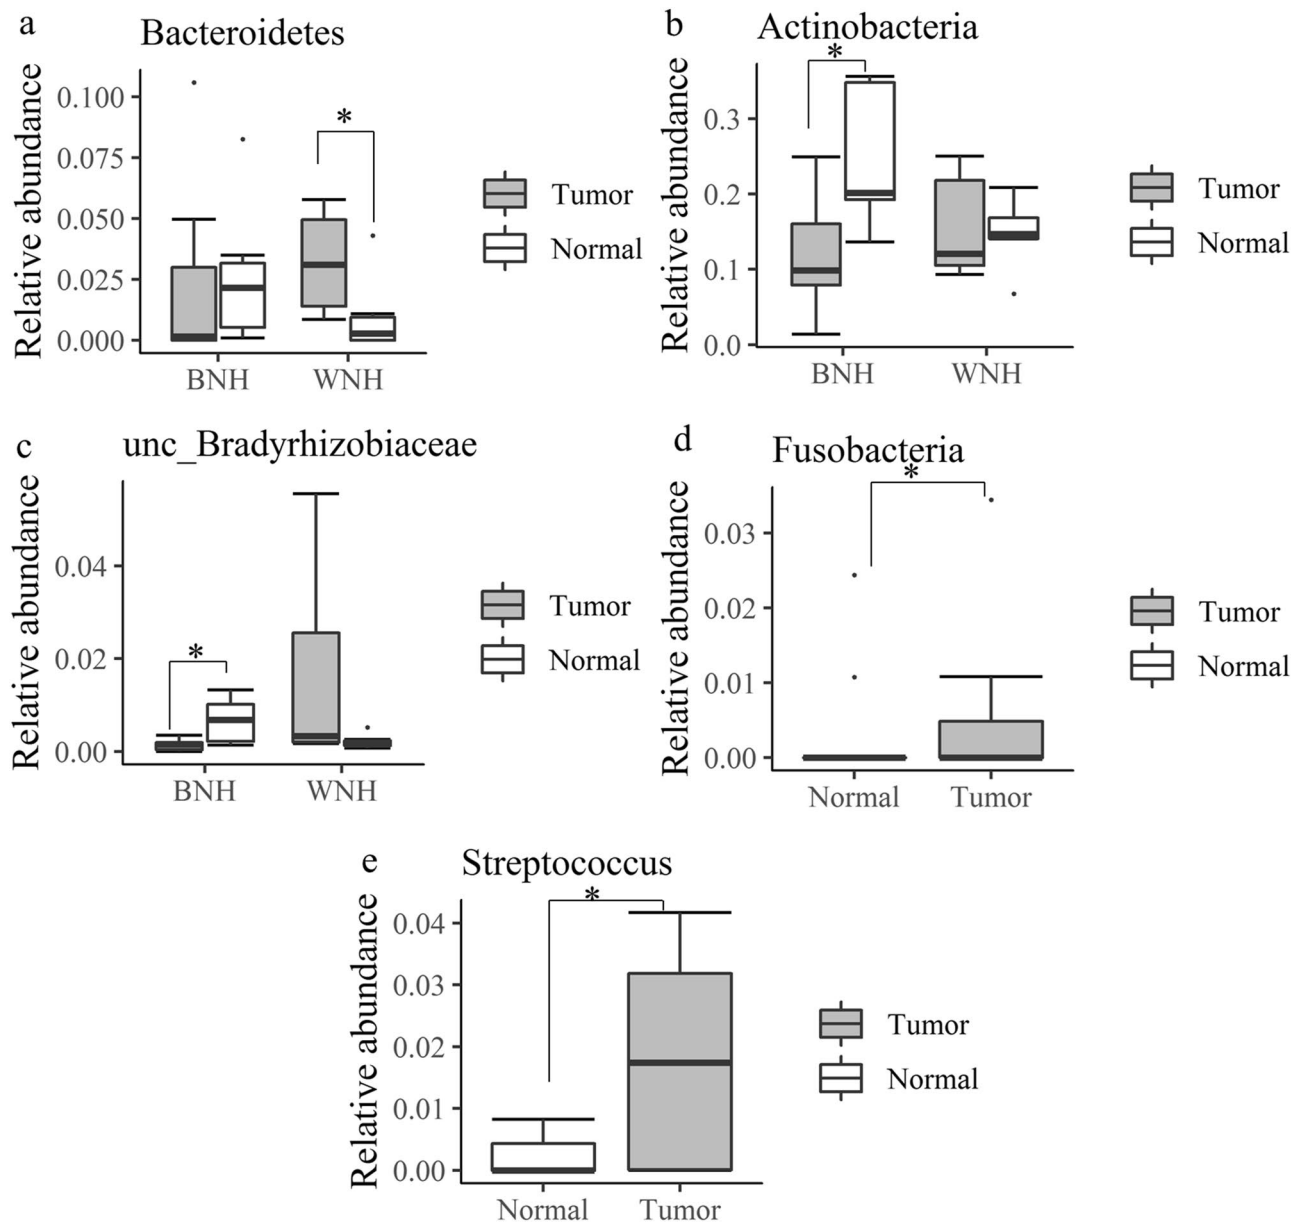 a
Bacteroidetes
Relative abundance
0.100
0.075
0.050
0.025
0.000
*
BNH
WNH
Tumor
Normal
b
Actinobacteria
Relative abundance
0.3
0.2
0.1
0.0
*
BNH
WNH
Tumor
Normal
c
unc_Bradyrhizobiaceae
Relative abundance
0.04
0.02
0.00
*
BNH
WNH
Tumor
Normal
d
Fusobacteria
Relative abundance
0.03
0.02
0.01
0.00
*
Normal
Tumor
Tumor
Normal
e
Streptococcus
Relative abundance
0.04
0.03
0.02
0.01
0.00
*
Normal
Tumor
Tumor
Normal